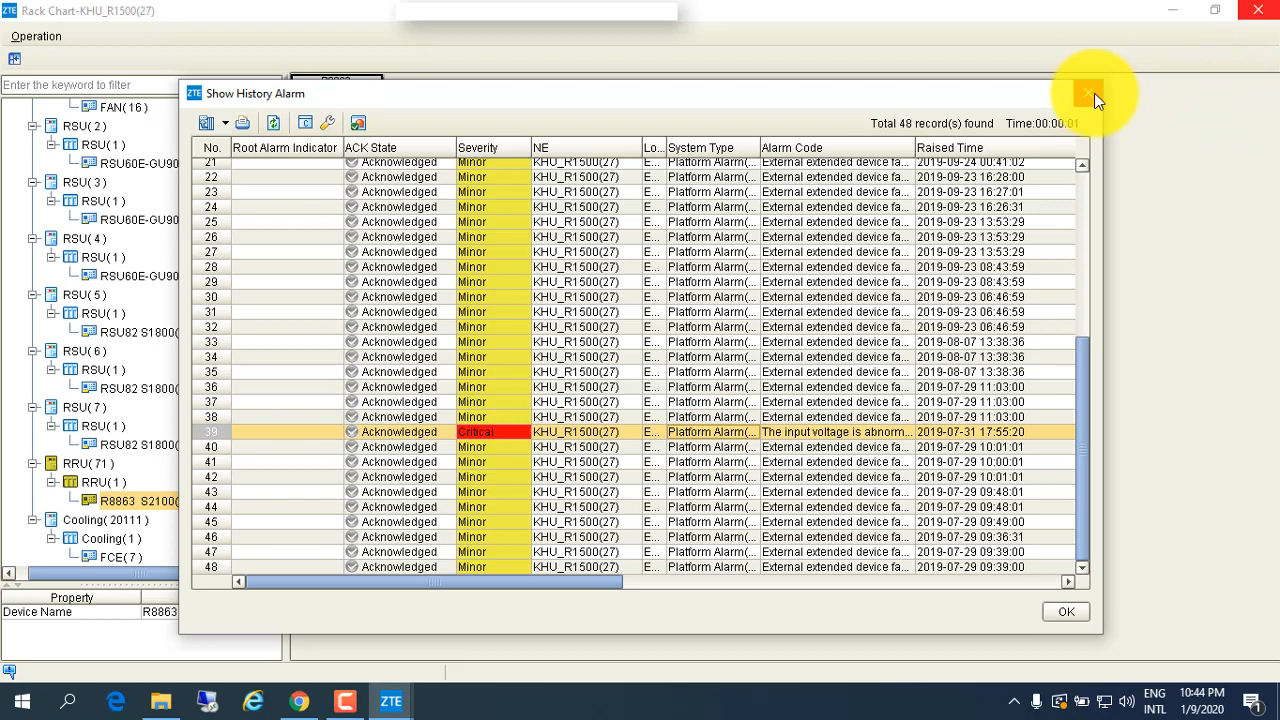 ZTE Rack Chart-KHU_R1500(27)
Operation
Enter the keyword to filter
FAN(16)
RSU(2)
RSU(1)
RSU60E-GU90
RSU(3)
RSU(1)
RSU60E-GU90
RSU(4)
RSU(1)
RSU60E-GU90
RSU(5)
RSU(1)
RSU82 S1800(
RSU(6)
RSU(1)
RSU82 S1800(
RSU(7)
RSU(1)
RSU82 S1800(
RRU(71)
RRU(1)
R8863 S2100(
Cooling(20111)
Cooling(1)
FCE(7)
Property
Device Name R8863
ZTE Show History Alarm
Total 48 record(s) found Time:00:00:01
No. Root Alarm Indicator ACK State Severity NE Lo... System Type Alarm Code Raised Time
21 Acknowledged Minor KHU_R1500(27) E... Platform Alarm(... External extended device fa... 2019-09-24 00:41:02
22 Acknowledged Minor KHU_R1500(27) E... Platform Alarm(... External extended device fa... 2019-09-23 16:28:00
23 Acknowledged Minor KHU_R1500(27) E... Platform Alarm(... External extended device fa... 2019-09-23 16:27:01
24 Acknowledged Minor KHU_R1500(27) E... Platform Alarm(... External extended device fa... 2019-09-23 16:26:31
25 Acknowledged Minor KHU_R1500(27) E... Platform Alarm(... External extended device fa... 2019-09-23 13:53:29
26 Acknowledged Minor KHU_R1500(27) E... Platform Alarm(... External extended device fa... 2019-09-23 13:53:29
27 Acknowledged Minor KHU_R1500(27) E... Platform Alarm(... External extended device fa... 2019-09-23 13:53:29
28 Acknowledged Minor KHU_R1500(27) E... Platform Alarm(... External extended device fa... 2019-09-23 08:43:59
29 Acknowledged Minor KHU_R1500(27) E... Platform Alarm(... External extended device fa... 2019-09-23 08:43:59
30 Acknowledged Minor KHU_R1500(27) E... Platform Alarm(... External extended device fa... 2019-09-23 06:46:59
31 Acknowledged Minor KHU_R1500(27) E... Platform Alarm(... External extended device fa... 2019-09-23 06:46:59
32 Acknowledged Minor KHU_R1500(27) E... Platform Alarm(... External extended device fa... 2019-09-23 06:46:59
33 Acknowledged Minor KHU_R1500(27) E... Platform Alarm(... External extended device fa... 2019-08-07 13:38:36
34 Acknowledged Minor KHU_R1500(27) E... Platform Alarm(... External extended device fa... 2019-08-07 13:38:36
35 Acknowledged Minor KHU_R1500(27) E... Platform Alarm(... External extended device fa... 2019-08-07 13:38:36
36 Acknowledged Minor KHU_R1500(27) E... Platform Alarm(... External extended device fa... 2019-07-29 11:03:00
37 Acknowledged Minor KHU_R1500(27) E... Platform Alarm(... External extended device fa... 2019-07-29 11:03:00
38 Acknowledged Minor KHU_R1500(27) E... Platform Alarm(... External extended device fa... 2019-07-29 11:03:00
39 Acknowledged Critical KHU_R1500(27) E... Platform Alarm(... The input voltage is abnorm... 2019-07-31 17:55:20
40 Acknowledged Minor KHU_R1500(27) E... Platform Alarm(... External extended device fa... 2019-07-29 10:01:01
41 Acknowledged Minor KHU_R1500(27) E... Platform Alarm(... External extended device fa... 2019-07-29 10:01:01
42 Acknowledged Minor KHU_R1500(27) E... Platform Alarm(... External extended device fa... 2019-07-29 10:01:01
43 Acknowledged Minor KHU_R1500(27) E... Platform Alarm(... External extended device fa... 2019-07-29 09:48:01
44 Acknowledged Minor KHU_R1500(27) E... Platform Alarm(... External extended device fa... 2019-07-29 09:48:01
45 Acknowledged Minor KHU_R1500(27) E... Platform Alarm(... External extended device fa... 2019-07-29 09:49:00
46 Acknowledged Minor KHU_R1500(27) E... Platform Alarm(... External extended device fa... 2019-07-29 09:36:31
47 Acknowledged Minor KHU_R1500(27) E... Platform Alarm(... External extended device fa... 2019-07-29 09:39:00
48 Acknowledged Minor KHU_R1500(27) E... Platform Alarm(... External extended device fa... 2019-07-29 09:39:00
OK
ZTE
ENG
INTL
10:44 PM
1/9/2020
1